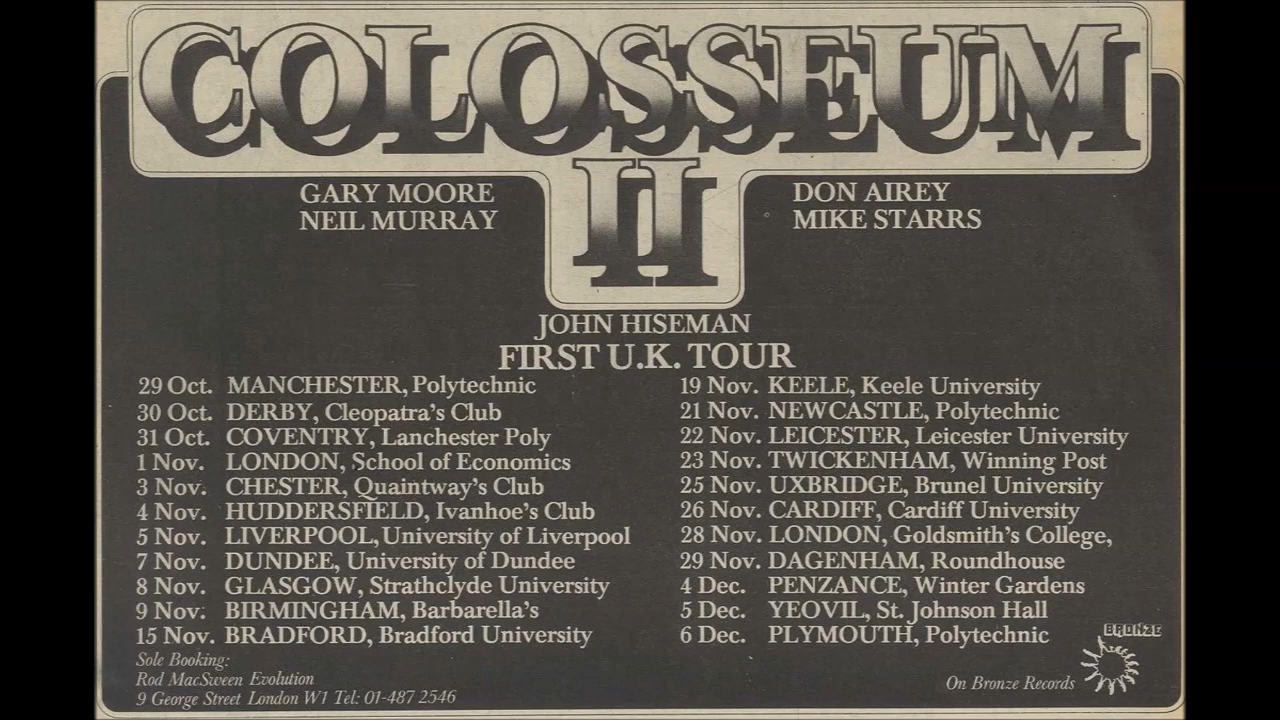 COLOSSEUM
II
GARY MOORE
NEIL MURRAY
DON AIREY
MIKE STARRS
JOHN HISEMAN
FIRST U.K. TOUR
29 Oct. MANCHESTER, Polytechnic
30 Oct. DERBY, Cleopatra's Club
31 Oct. COVENTRY, Lanchester Poly
1 Nov. LONDON, School of Economics
3 Nov. CHESTER, Quaintway's Club
4 Nov. HUDDERSFIELD, Ivanhoe's Club
5 Nov. LIVERPOOL, University of Liverpool
7 Nov. DUNDEE, University of Dundee
8 Nov. GLASGOW, Strathclyde University
9 Nov. BIRMINGHAM, Barbarella's
15 Nov. BRADFORD, Bradford University
19 Nov. KEELE, Keele University
21 Nov. NEWCASTLE, Polytechnic
22 Nov. LEICESTER, Leicester University
23 Nov. TWICKENHAM, Winning Post
25 Nov. UXBRIDGE, Brunel University
26 Nov. CARDIFF, Cardiff University
28 Nov. LONDON, Goldsmith's College,
29 Nov. DAGENHAM, Roundhouse
4 Dec. PENZANCE, Winter Gardens
5 Dec. YEOVIL, St. Johnson Hall
6 Dec. PLYMOUTH, Polytechnic
Sole Booking:
Rod MacSween Evolution
9 George Street London W1 Tel: 01-487 2546
BRONZE
On Bronze Records